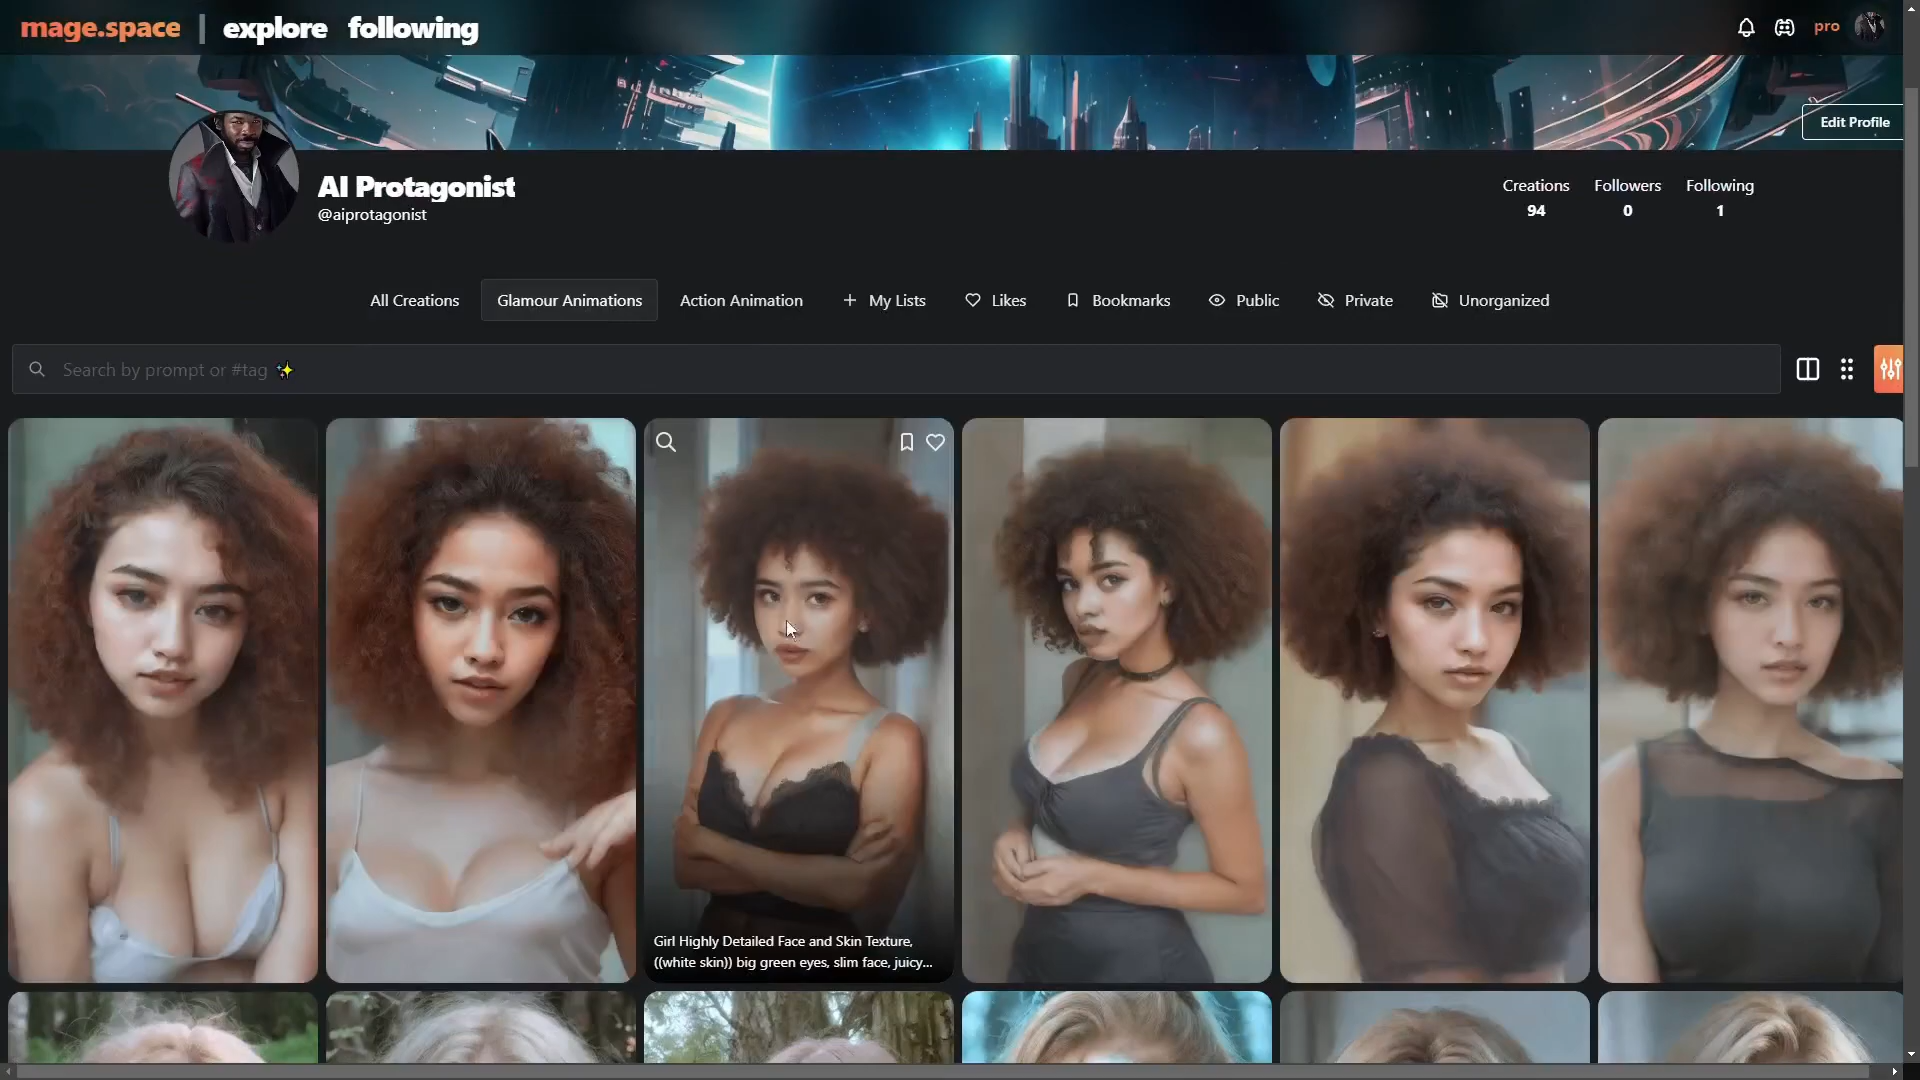 mage.space | explore following
pro
Edit Profile
AI Protagonist
@aiprotagonist
Creations Followers Following
94 0 1
All Creations Glamour Animations Action Animation My Lists Likes Bookmarks Public Private Unorganized
Search by prompt or #tag ✨
Girl Highly Detailed Face and Skin Texture,
((white skin)) big green eyes, slim face, juicy...